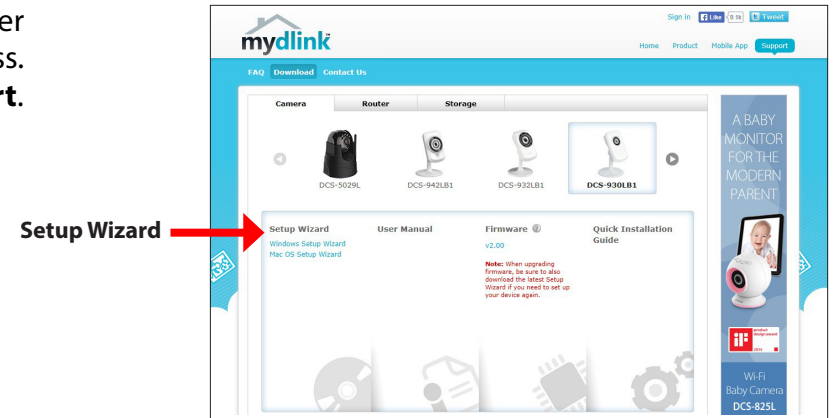 er
ss.
rt.
Setup Wizard
mydlink
Sign in Like Tweet
Home Product Mobile App Support
FAQ Download Contact Us
Camera Router Storage
DCS-5029L DCS-942LB1 DCS-932LB1 DCS-930LB1
Setup Wizard User Manual Firmware Quick Installation Guide
Windows Setup Wizard
Mac OS Setup Wizard
v2.00
Note: When upgrading
firmware, be sure to also
download the latest Setup
Wizard if you need to set up
your device again.
A BABY
MONITOR
FOR THE
MODERN
PARENT
product
design award
2014
Wi-Fi
Baby Camera
DCS-825L